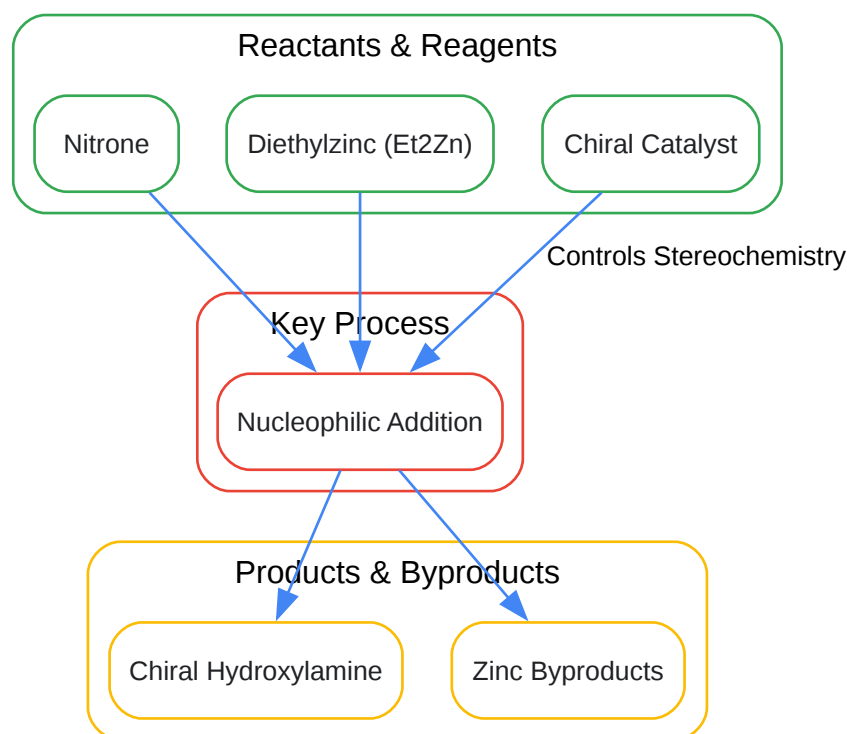 Reactants & Reagents
Nitrone
Diethylzinc (Et2Zn)
Chiral Catalyst
Controls Stereochemistry
Key Process
Nucleophilic Addition
Products & Byproducts
Chiral Hydroxylamine
Zinc Byproducts